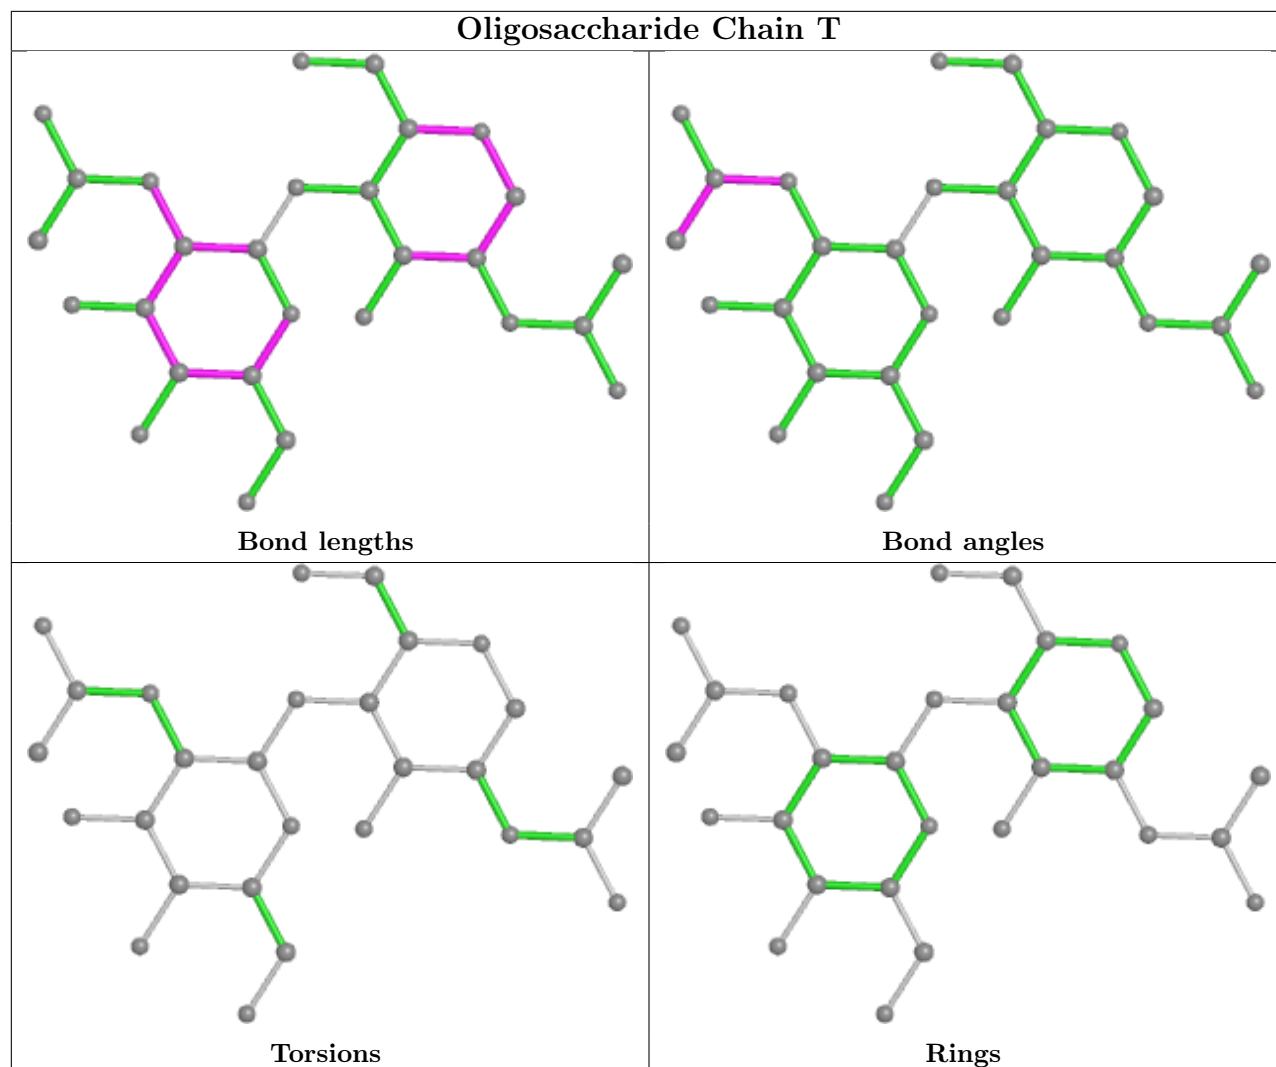 Oligosaccharide Chain T
Bond lengths
Bond angles
Torsions
Rings